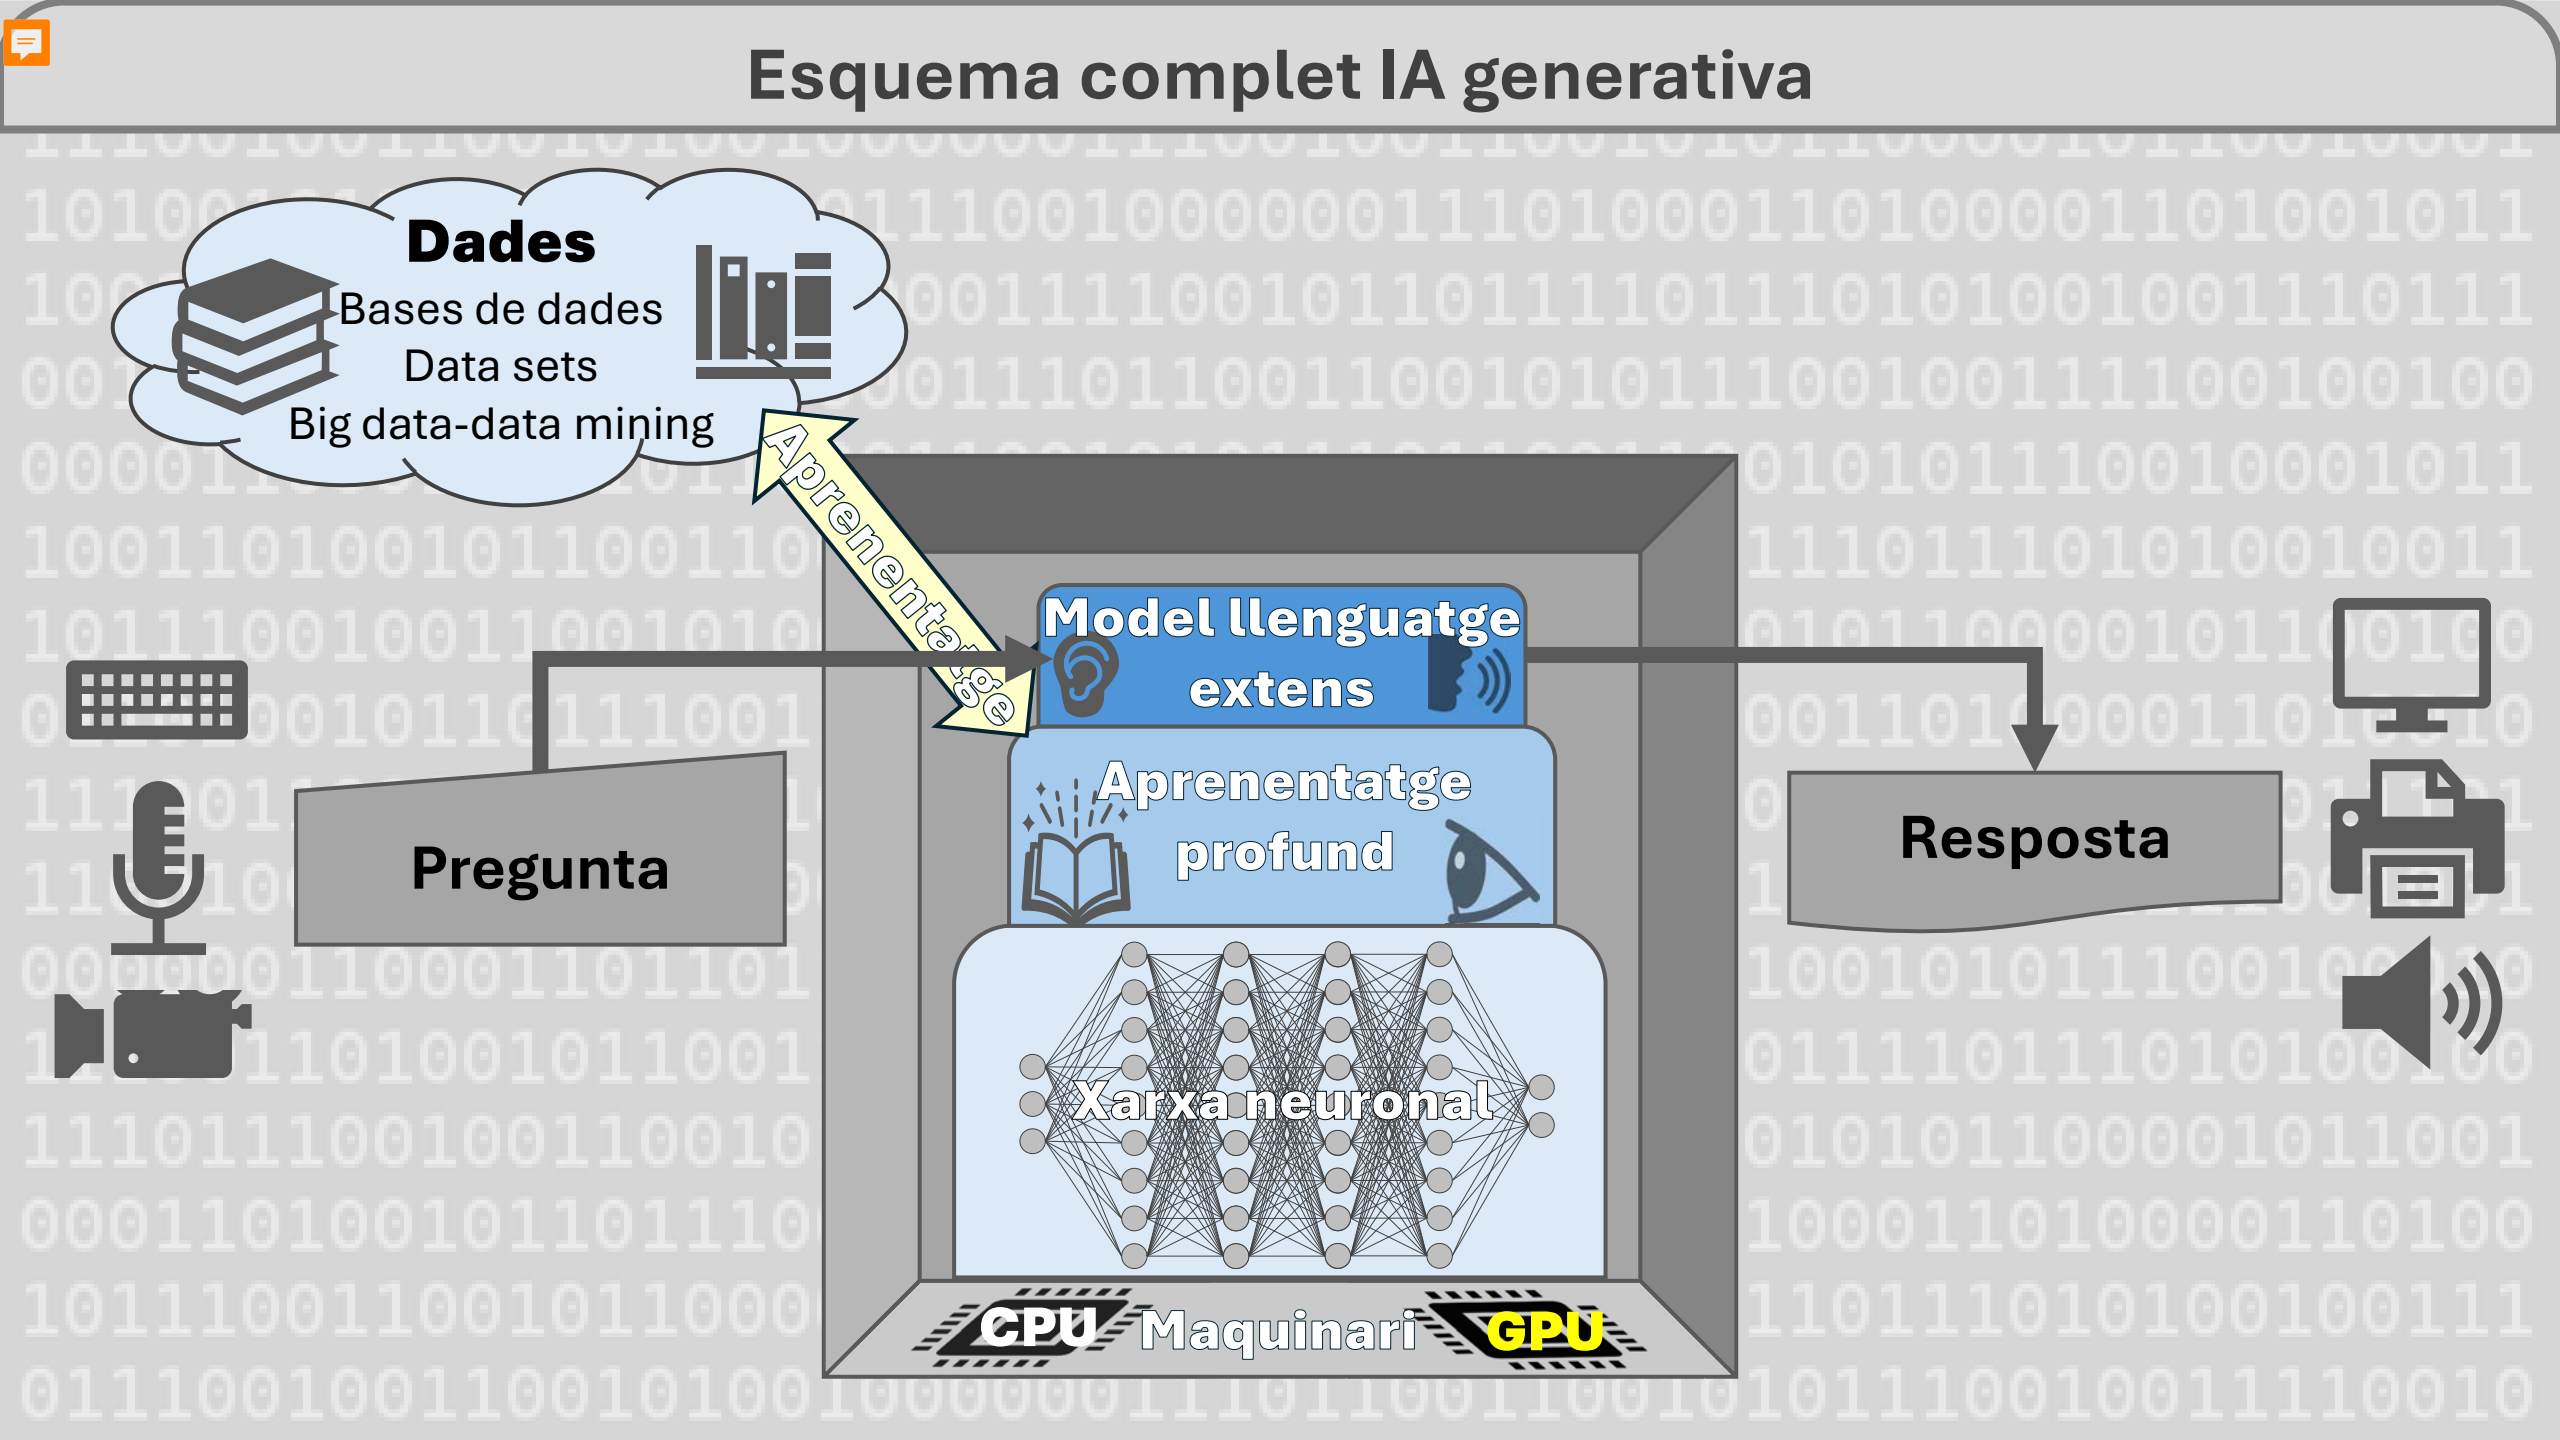 Esquema complet IA generativa
Dades
Bases de dades
Data sets
Big data-data mining
Aprenentatge
Model llenguatge
extens
Aprenentatge
profund
Pregunta
Resposta
Xarxa neuronal
CPU Maquinari GPU